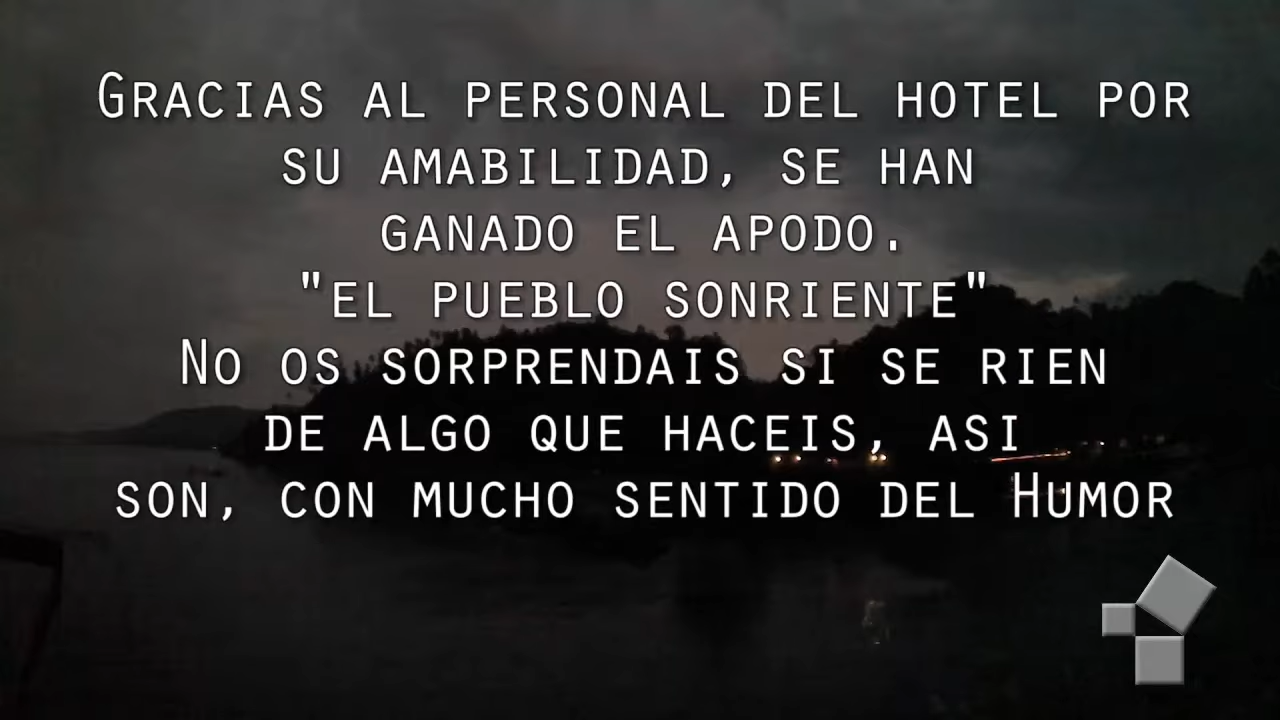 Gracias al personal del hotel por
su amabilidad, se han
ganado el apodo.
"el pueblo sonriente"
No os sorprendais si se rien
de algo que haceis, asi
son, con mucho sentido del Humor